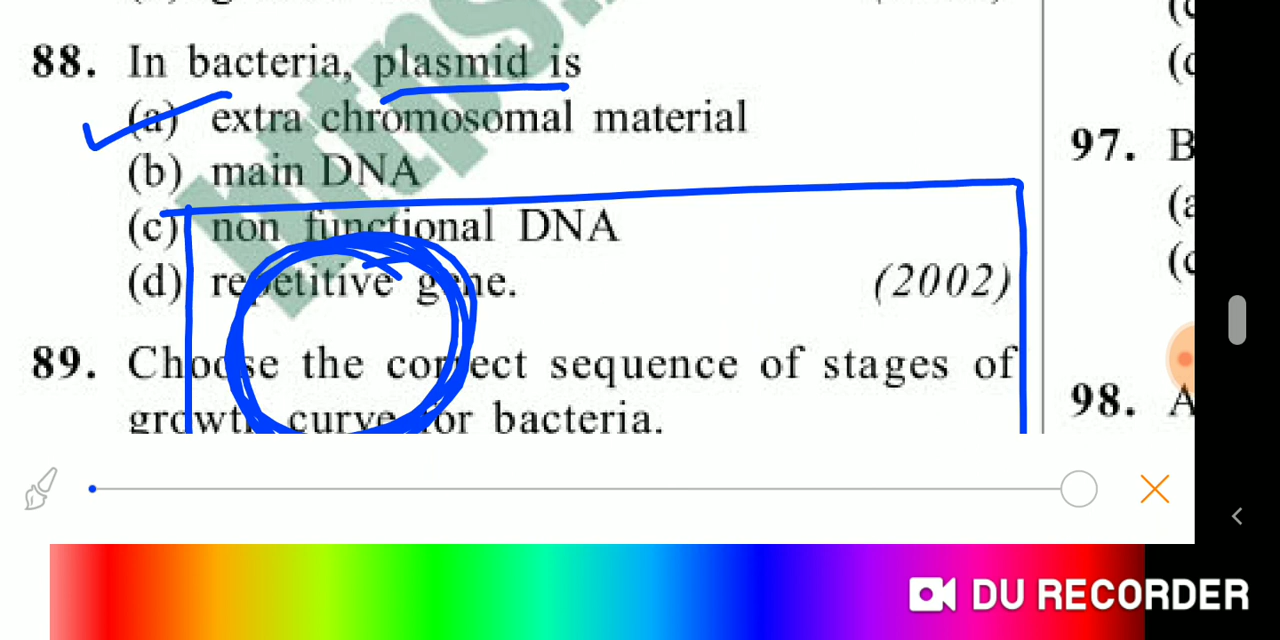 88. In bacteria, plasmid is
(a) extra chromosomal material
(b) main DNA
(c) non functional DNA
(d) repetitive gene. (2002)
89. Choose the correct sequence of stages of
growth curve for bacteria.
97. B
(a
(c
98. A
https:
DU RECORDER